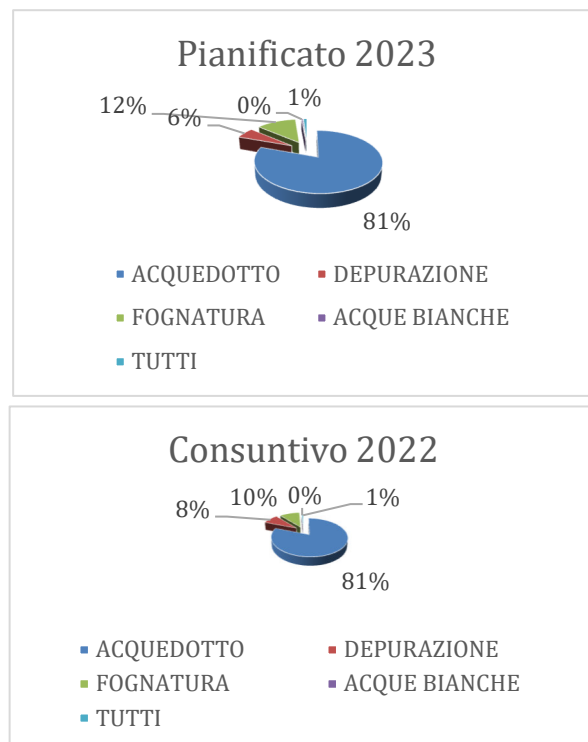 Pianificato 2023
12%
6%
0%
1%
81%
ACQUEDOTTO
DEPURAZIONE
FOGNATURA
ACQUE BIANCHE
TUTTI
Consuntivo 2022
8%
10%
0%
1%
81%
ACQUEDOTTO
DEPURAZIONE
FOGNATURA
ACQUE BIANCHE
TUTTI